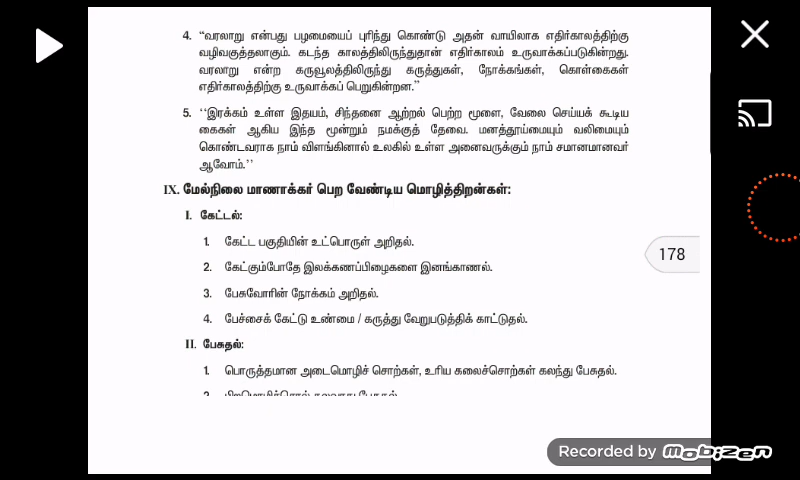 4. “வரலாறு என்பது பழமையைப் புரிந்து கொண்டு அதன் வாயிலாக எதிர்காலத்திற்கு
வழிவகுத்தலாகும். கடந்த காலத்திலிருந்துதான் எதிர்காலம் உருவாக்கப்படுகின்றது.
வரலாறு என்ற கருவூலத்திலிருந்து கருத்துகள், நோக்கங்கள், கொள்கைகள்
எதிர்காலத்திற்கு உருவாக்கப் பெறுகின்றன.”
5. ‘‘இரக்கம் உள்ள இதயம், சிந்தனை ஆற்றல் பெற்ற மூளை, வேலை செய்யக் கூடிய
கைகள் ஆகிய இந்த மூன்றும் நமக்குத் தேவை. மனத்தூய்மையும் வலிமையும்
கொண்டவராக நாம் விளங்கினால் உலகில் உள்ள அனைவருக்கும் நாம் சமானமானவர்
ஆவோம்.’’
IX. மேல்நிலை மாணாக்கர் பெற வேண்டிய மொழித்திறன்கள்:
I. கேட்டல்:
1. கேட்ட பகுதியின் உட்பொருள் அறிதல்.
2. கேட்கும்போதே இலக்கணப்பிழைகளை இனங்காணல்.
178
3. பேசுவோரின் நோக்கம் அறிதல்.
4. பேச்சைக் கேட்டு உண்மை / கருத்து வேறுபடுத்திக் காட்டுதல்.
II. பேசுதல்:
1. பொருத்தமான அடைமொழிச் சொற்கள், உரிய கலைச்சொற்கள் கலந்து பேசுதல்.
Recorded by mobizen